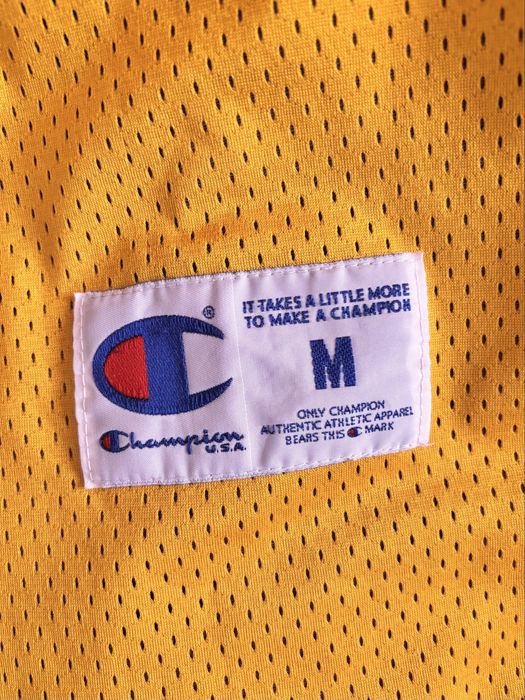 ®
Champion
U.S.A.
IT TAKES A LITTLE MORE
TO MAKE A CHAMPION
M
ONLY CHAMPION
AUTHENTIC ATHLETIC APPAREL
BEARS THIS C MARK